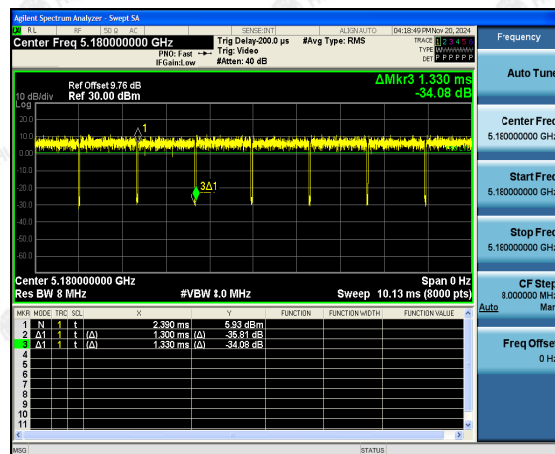 Agilent Spectrum Analyzer - Swept SA
RL RF 50 Ω AC SENSE:INT ALIGNAUTO 04:18:49 PM Nov 20, 2024
Center Freq 5.180000000 GHz
PNO: Fast
IFGain:Low
Trig Delay-200.0 µs
Trig: Video
#Atten: 40 dB
#Avg Type: RMS
TRACE 1 2 3 4 5 6
TYPE
DET P P P P P P
Frequency
Auto Tune
Center Freq
5.180000000 GHz
Start Freq
5.180000000 GHz
Stop Freq
5.180000000 GHz
CF Step
8.000000 MHz
Auto Man
Freq Offset
0 Hz
ΔMkr3 1.330 ms
-34.08 dB
Ref Offset 9.76 dB
10 dB/div Ref 30.00 dBm
Log
20.0
10.0
0.00
-10.0
-20.0
-30.0
-40.0
-50.0
-60.0
1
3Δ1
Center 5.180000000 GHz Span 0 Hz
Res BW 8 MHz #VBW 8.0 MHz Sweep 10.13 ms (8000 pts)
MKR MODE TRC SCL X Y FUNCTION FUNCTION WIDTH FUNCTION VALUE
1 N 1 t 2.390 ms 5.93 dBm
2 Δ1 1 t (Δ) 1.300 ms (Δ) -35.81 dB
3 Δ1 1 t (Δ) 1.330 ms (Δ) -34.08 dB
4
5
6
7
8
9
10
11
MSG STATUS